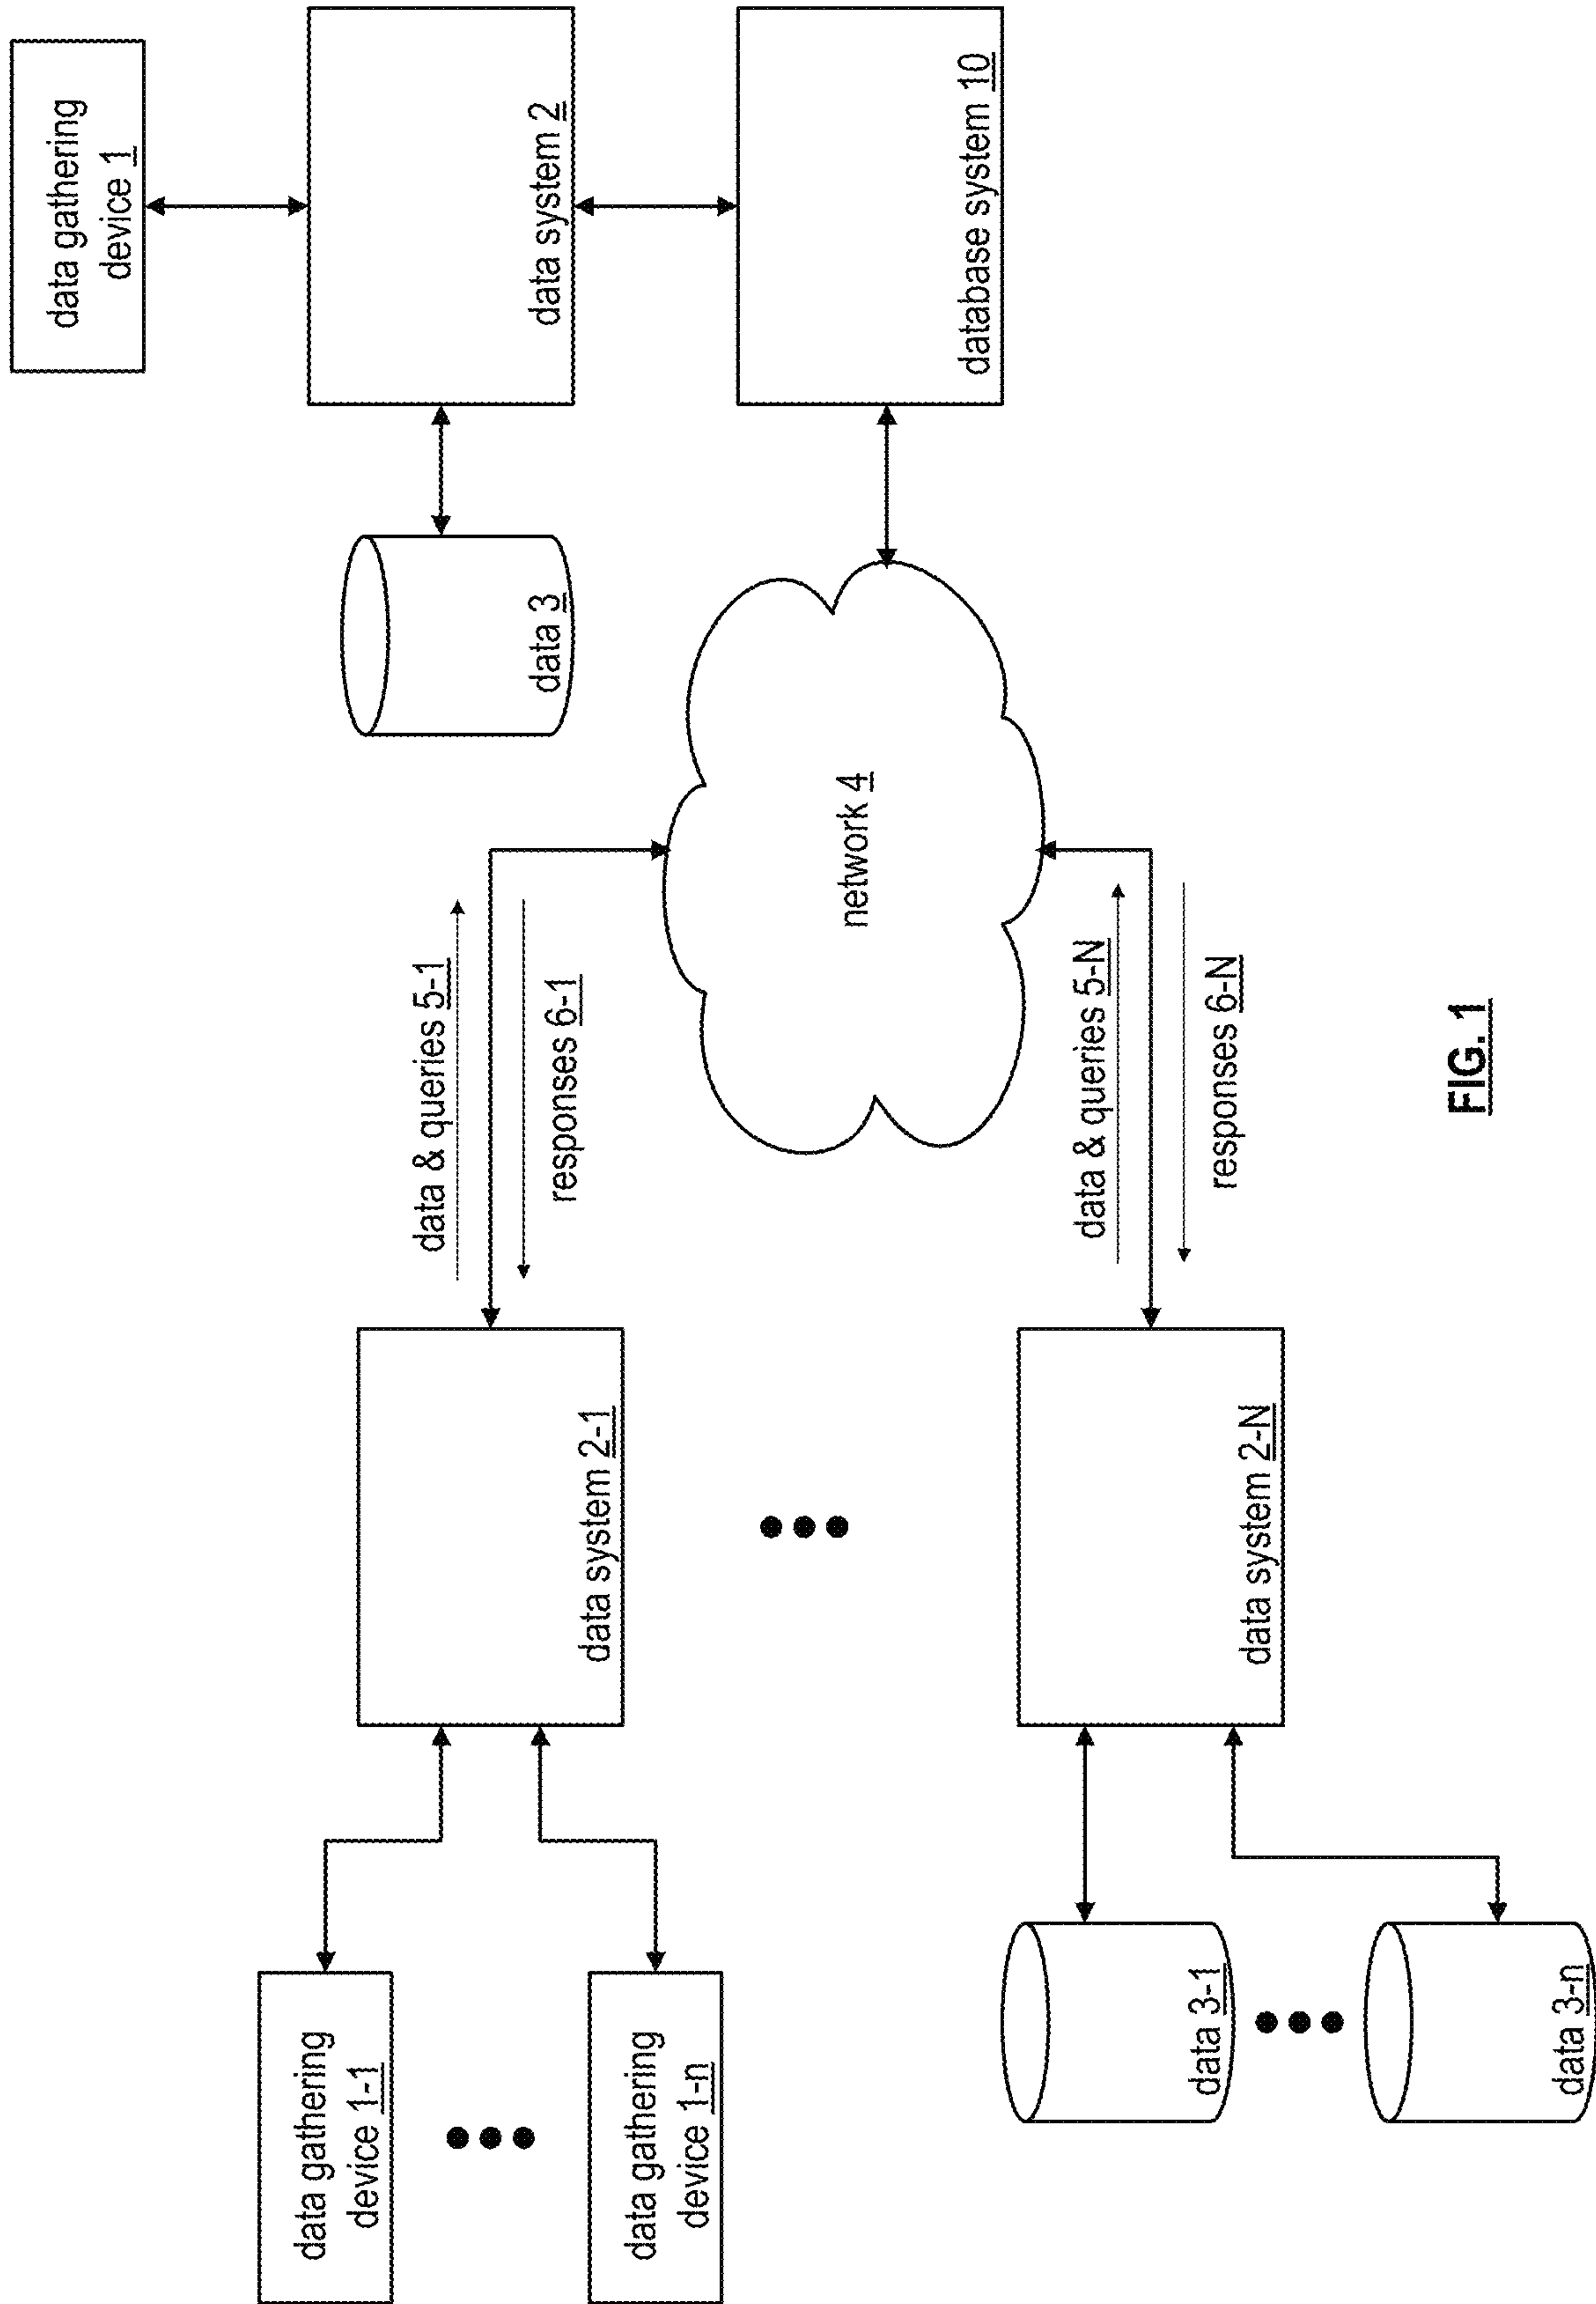 data gathering
device 1-1
data gathering
device 1-n
data system 2-1
data & queries 5-1
responses 6-1
data 3
data gathering
device 1
data system 2
network 4
database system 10
data 3-1
data 3-n
data system 2-N
data & queries 5-N
responses 6-N
FIG. 1